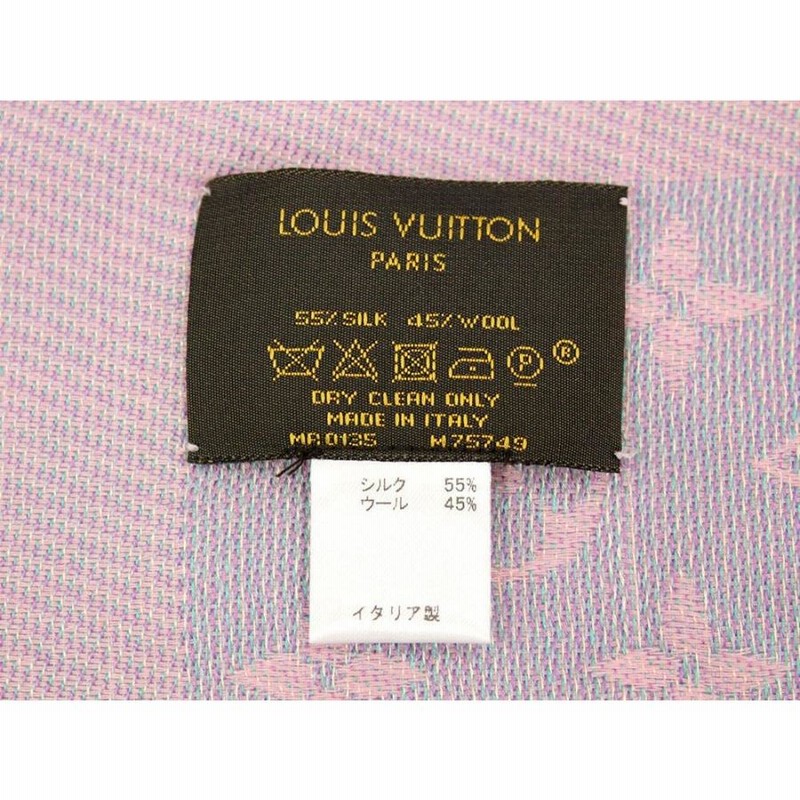 LOUIS VUITTON
PARIS
55% SILK 45% WOOL
P ®
DRY CLEAN ONLY
MADE IN ITALY
MR0135 M75749
シルク 55%
ウール 45%
イタリア製